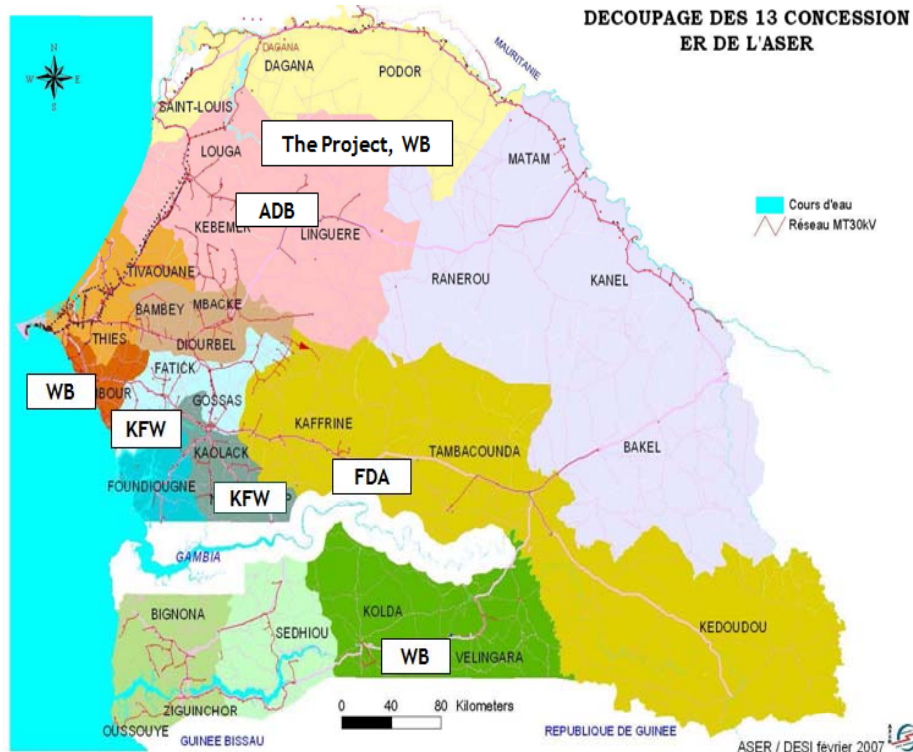 DECOUPAGE DES 13 CONCESSION
ER DE L'ASER
N
W E
S
DAGANA
DAGANA
PODOR
MAURITANIE
SAINT-LOUIS
The Project, WB
LOUGA
MATAM
Cours d'eau
Réseau MT30kV
ADB
KEBEMER
LINGUERE
TIVAOUANE
RANEROU
KANEL
BAMBEY
MBACKE
THIES
DIOURBEL
FATICK
WB
BOUR
GOSSAS
KFW
KAFFRINE
KAOLACK
TAMBACOUNDA
BAKEL
FOUNDIOUGNE
KFW
FDA
GAMBIA
BIGNONA
KOLDA
SEDHIOU
KEDOUDOU
WB
VELINGARA
ZIGUINCHOR
0 40 80 Kilometers
OUSSOUYE
GUINEE BISSAU
REPUBLIQUE DE GUINEE
ASER / DESI février 2007